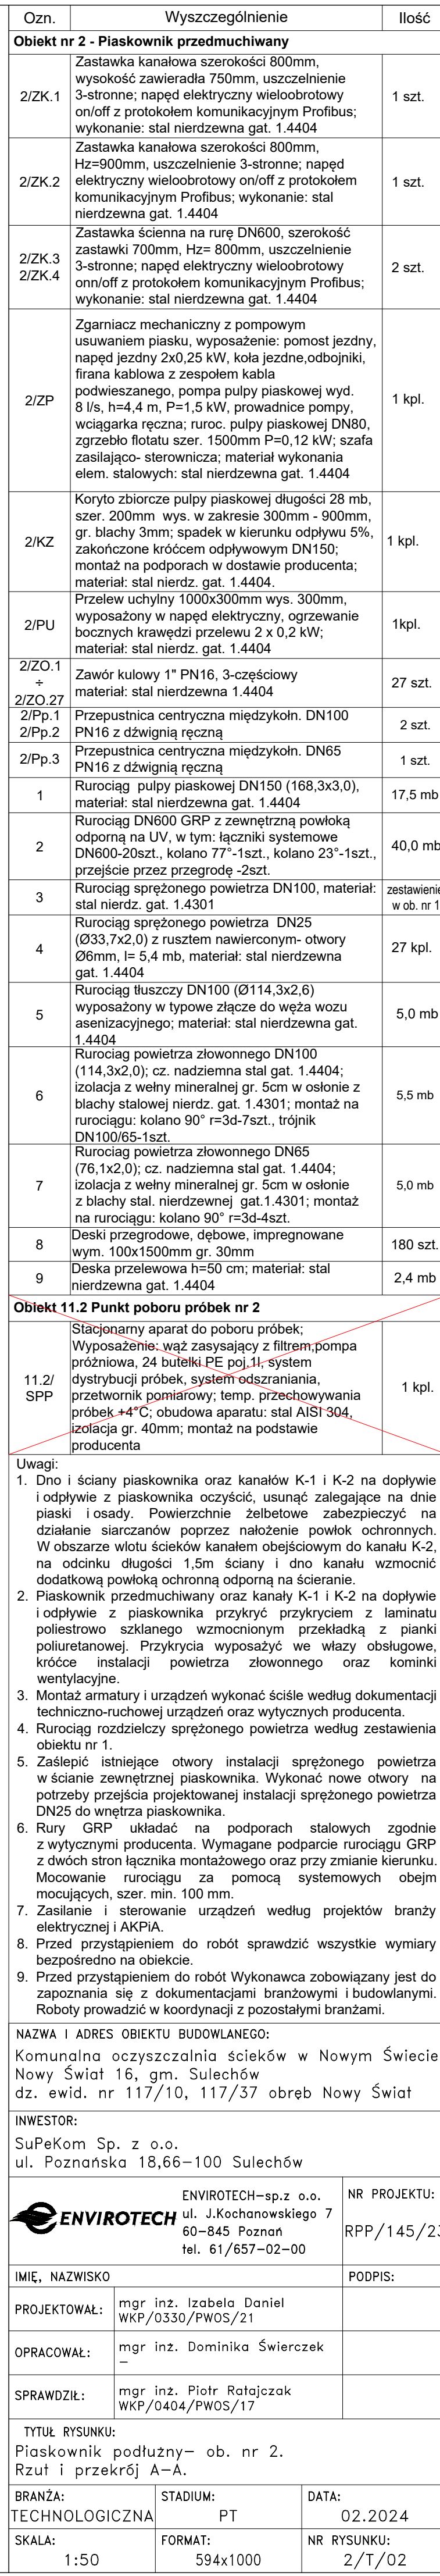 Ozn. Wyszczególnienie Ilość
Obiekt nr 2 - Piaskownik przedmuchiwany
2/ZK.1
Zastawka kanałowa szerokości 800mm,
wysokość zawieradła 750mm, uszczelnienie
3-stronne; napęd elektryczny wieloobrotowy
on/off z protokołem komunikacyjnym Profibus;
wykonanie: stal nierdzewna gat. 1.4404
1 szt.
2/ZK.2
Zastawka kanałowa szerokości 800mm,
Hz=900mm, uszczelnienie 3-stronne; napęd
elektryczny wieloobrotowy on/off z protokołem
komunikacyjnym Profibus; wykonanie: stal
nierdzewna gat. 1.4404
1 szt.
2/ZK.3
2/ZK.4
Zastawka ścienna na rurę DN600, szerokość
zastawki 700mm, Hz= 800mm, uszczelnienie
3-stronne; napęd elektryczny wieloobrotowy
onn/off z protokołem komunikacyjnym Profibus;
wykonanie: stal nierdzewna gat. 1.4404
2 szt.
2/ZP
Zgarniacz mechaniczny z pompowym
usuwaniem piasku, wyposażenie: pomost jezdny,
napęd jezdny 2x0,25 kW, koła jezdne,odbojniki,
firana kablowa z zespołem kabla
podwieszanego, pompa pulpy piaskowej wyd.
8 l/s, h=4,4 m, P=1,5 kW, prowadnice pompy,
wciągarka ręczna; ruroc. pulpy piaskowej DN80,
zgrzebło flotatu szer. 1500mm P=0,12 kW; szafa
zasilająco- sterownicza; materiał wykonania
elem. stalowych: stal nierdzewna gat. 1.4404
1 kpl.
2/KZ
Koryto zbiorcze pulpy piaskowej długości 28 mb,
szer. 200mm wys. w zakresie 300mm - 900mm,
gr. blachy 3mm; spadek w kierunku odpływu 5%,
zakończone króćcem odpływowym DN150;
montaż na podporach w dostawie producenta;
materiał: stal nierdz. gat. 1.4404.
1 kpl.
2/PU
Przelew uchylny 1000x300mm wys. 300mm,
wyposażony w napęd elektryczny, ogrzewanie
bocznych krawędzi przelewu 2 x 0,2 kW;
materiał: stal nierdz. gat. 1.4404
1kpl.
2/ZO.1
÷
2/ZO.27
Zawór kulowy 1" PN16, 3-częściowy
materiał: stal nierdzewna 1.4404
27 szt.
2/Pp.1
2/Pp.2
Przepustnica centryczna międzykołn. DN100
PN16 z dźwignią ręczną
2 szt.
2/Pp.3
Przepustnica centryczna międzykołn. DN65
PN16 z dźwignią ręczną
1 szt.
1
Rurociąg pulpy piaskowej DN150 (168,3x3,0),
materiał: stal nierdzewna gat. 1.4404
17,5 mb
2
Rurociąg DN600 GRP z zewnętrzną powłoką
odporną na UV, w tym: łączniki systemowe
DN600-20szt., kolano 77°-1szt., kolano 23°-1szt.,
przejście przez przegrodę -2szt.
40,0 mb
3
Rurociąg sprężonego powietrza DN100, materiał:
stal nierdz. gat. 1.4301
zestawienie
w ob. nr 1
4
Rurociąg sprężonego powietrza DN25
(Ø33,7x2,0) z rusztem nawierconym- otwory
Ø6mm, l= 5,4 mb, materiał: stal nierdzewna
gat. 1.4404
27 kpl.
5
Rurociąg tłuszczy DN100 (Ø114,3x2,6)
wyposażony w typowe złącze do węża wozu
asenizacyjnego; materiał: stal nierdzewna gat.
1.4404
5,0 mb
6
Rurociag powietrza złowonnego DN100
(114,3x2,0); cz. nadziemna stal gat. 1.4404;
izolacja z wełny mineralnej gr. 5cm w osłonie z
blachy stalowej nierdz. gat. 1.4301; montaż na
rurociągu: kolano 90° r=3d-7szt., trójnik
DN100/65-1szt.
5,5 mb
7
Rurociag powietrza złowonnego DN65
(76,1x2,0); cz. nadziemna stal gat. 1.4404;
izolacja z wełny mineralnej gr. 5cm w osłonie
z blachy stal. nierdzewnej gat.1.4301; montaż
na rurociągu: kolano 90° r=3d-4szt.
5,0 mb
8
Deski przegrodowe, dębowe, impregnowane
wym. 100x1500mm gr. 30mm
180 szt.
9
Deska przelewowa h=50 cm; materiał: stal
nierdzewna gat. 1.4404
2,4 mb
Obiekt 11.2 Punkt poboru próbek nr 2
11.2/
SPP
Stacjonarny aparat do poboru próbek;
Wyposażenie: wąż zasysający z filtrem,pompa
próżniowa, 24 butelki PE poj.1l, system
dystrybucji próbek, system odszraniania,
przetwornik pomiarowy; temp. przechowywania
próbek +4°C; obudowa aparatu: stal AISI 304,
izolacja gr. 40mm; montaż na podstawie
producenta
1 kpl.
Uwagi:
1. Dno i ściany piaskownika oraz kanałów K-1 i K-2 na dopływie
i odpływie z piaskownika oczyścić, usunąć zalegające na dnie
piaski i osady. Powierzchnie żelbetowe zabezpieczyć na
działanie siarczanów poprzez nałożenie powłok ochronnych.
W obszarze wlotu ścieków kanałem obejściowym do kanału K-2,
na odcinku długości 1,5m ściany i dno kanału wzmocnić
dodatkową powłoką ochronną odporną na ścieranie.
2. Piaskownik przedmuchiwany oraz kanały K-1 i K-2 na dopływie
i odpływie z piaskownika przykryć przykryciem z laminatu
poliestrowo szklanego wzmocnionym przekładką z pianki
poliuretanowej. Przykrycia wyposażyć we włazy obsługowe,
króćce instalacji powietrza złowonnego oraz kominki
wentylacyjne.
3. Montaż armatury i urządzeń wykonać ściśle według dokumentacji
techniczno-ruchowej urządzeń oraz wytycznych producenta.
4. Rurociąg rozdzielczy sprężonego powietrza według zestawienia
obiektu nr 1.
5. Zaślepić istniejące otwory instalacji sprężonego powietrza
w ścianie zewnętrznej piaskownika. Wykonać nowe otwory na
potrzeby przejścia projektowanej instalacji sprężonego powietrza
DN25 do wnętrza piaskownika.
6. Rury GRP układać na podporach stalowych zgodnie
z wytycznymi producenta. Wymagane podparcie rurociągu GRP
z dwóch stron łącznika montażowego oraz przy zmianie kierunku.
Mocowanie rurociągu za pomocą systemowych obejm
mocujących, szer. min. 100 mm.
7. Zasilanie i sterowanie urządzeń według projektów branży
elektrycznej i AKPiA.
8. Przed przystąpieniem do robót sprawdzić wszystkie wymiary
bezpośredno na obiekcie.
9. Przed przystąpieniem do robót Wykonawca zobowiązany jest do
zapoznania się z dokumentacjami branżowymi i budowlanymi.
Roboty prowadzić w koordynacji z pozostałymi branżami.
NAZWA I ADRES OBIEKTU BUDOWLANEGO:
Komunalna oczyszczalnia ścieków w Nowym Świecie
Nowy Świat 16, gm. Sulechów
dz. ewid. nr 117/10, 117/37 obręb Nowy Świat
INWESTOR:
SuPeKom Sp. z o.o.
ul. Poznańska 18,66-100 Sulechów
ENVIROTECH
ENVIROTECH-sp.z o.o.
ul. J.Kochanowskiego 7
60-845 Poznań
tel. 61/657-02-00
NR PROJEKTU:
RPP/145/23
IMIĘ, NAZWISKO PODPIS:
PROJEKTOWAŁ:
mgr inż. Izabela Daniel
WKP/0330/PWOS/21
OPRACOWAŁ:
mgr inż. Dominika Świerczek
-
SPRAWDZIŁ:
mgr inż. Piotr Ratajczak
WKP/0404/PWOS/17
TYTUŁ RYSUNKU:
Piaskownik podłużny- ob. nr 2.
Rzut i przekrój A-A.
BRANŻA: STADIUM: DATA:
TECHNOLOGICZNA PT 02.2024
SKALA: FORMAT: NR RYSUNKU:
1:50 594x1000 2/T/02